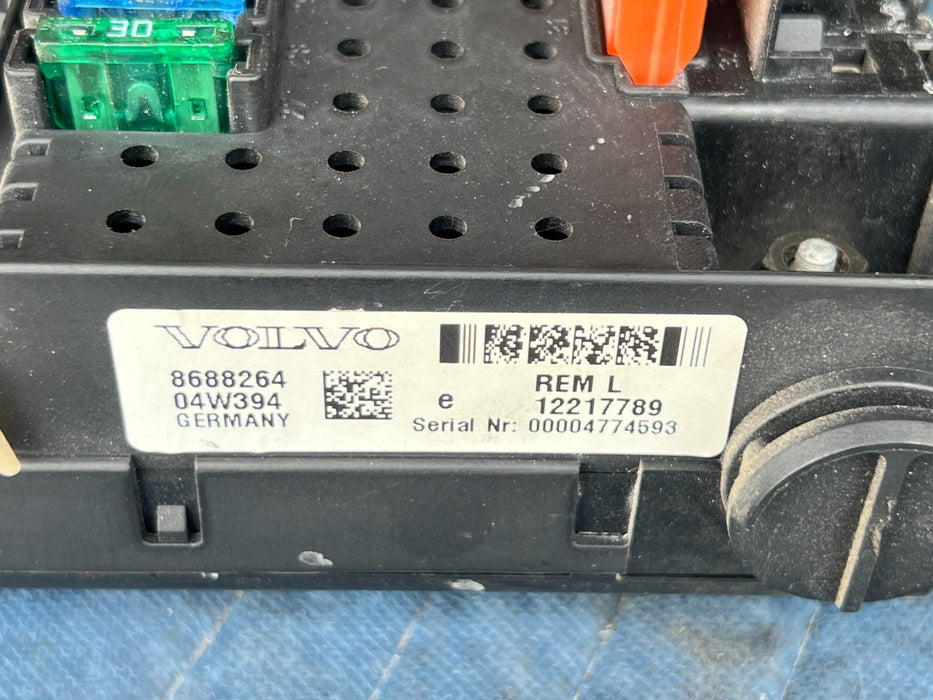 30
VOLVO
8688264
04W394
GERMANY
REM L
e 12217789
Serial Nr: 00004774593